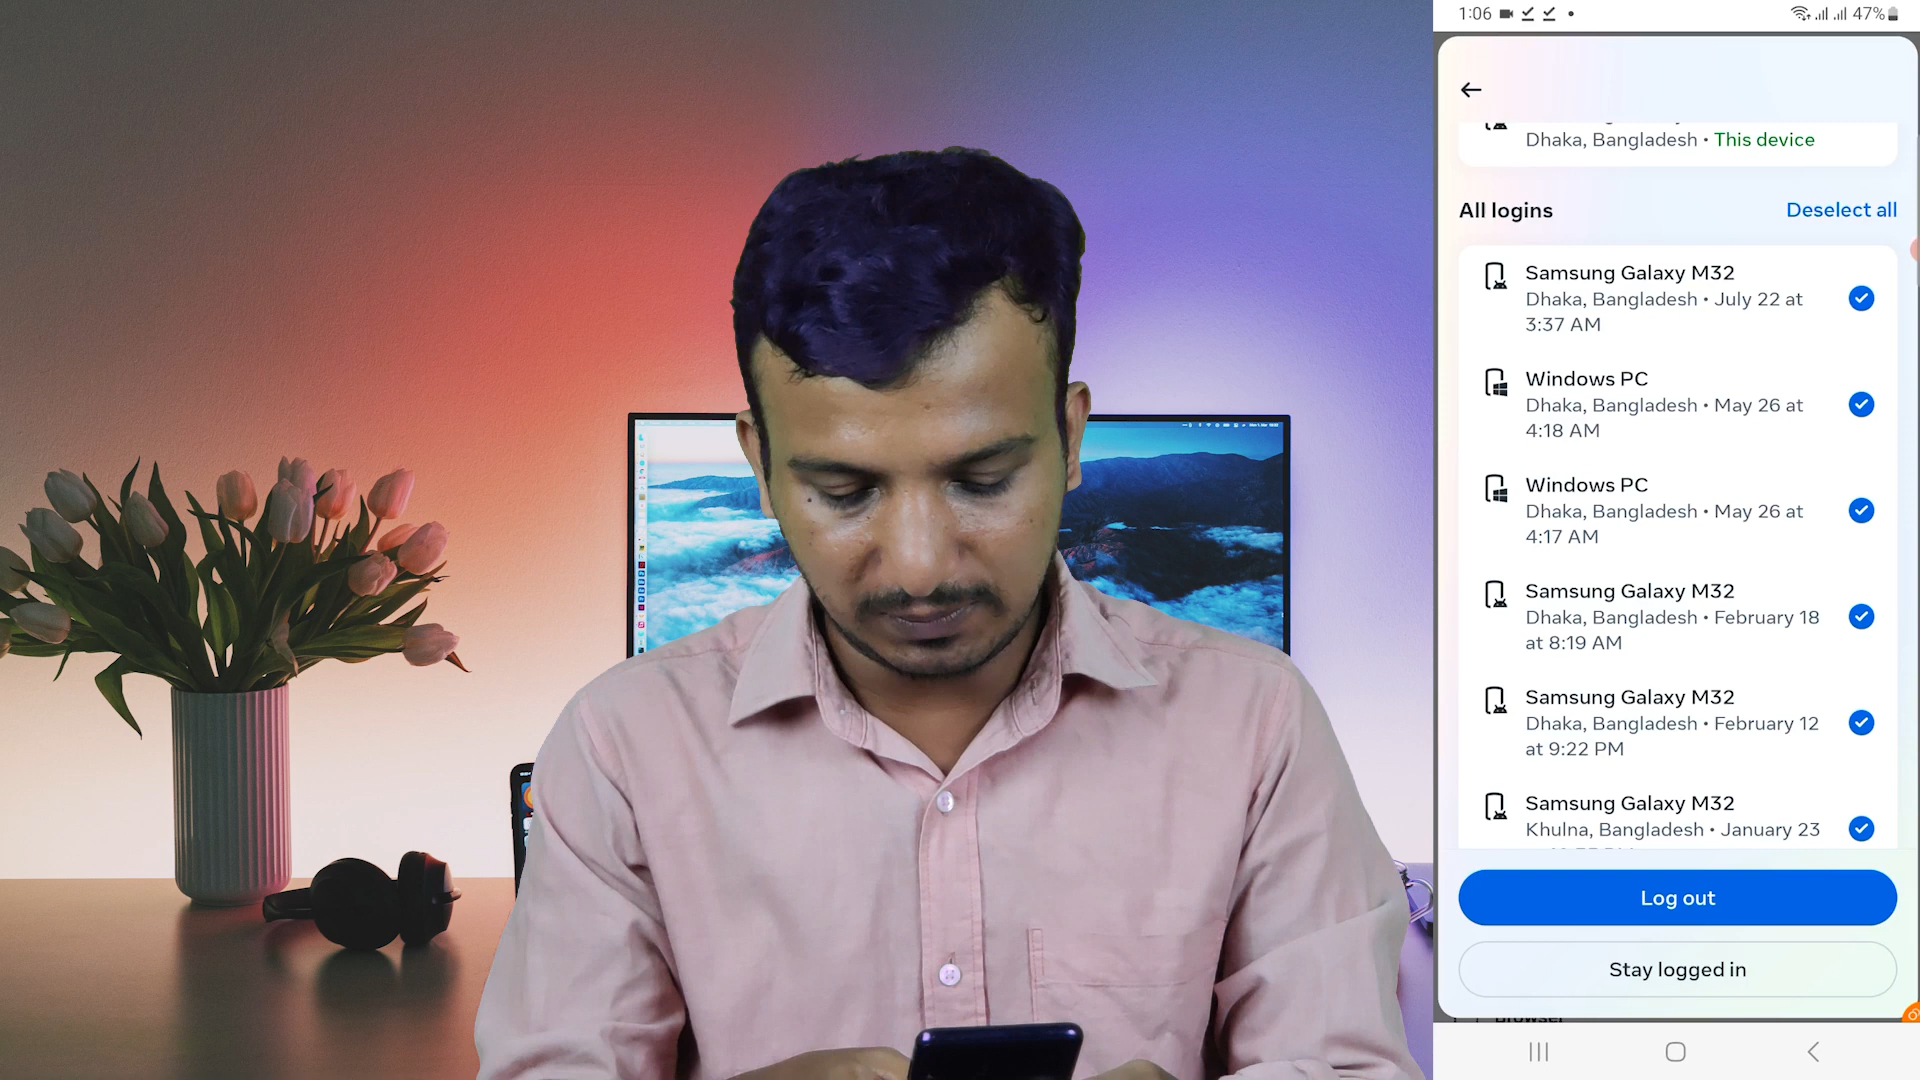 1:06
47%
Dhaka, Bangladesh • This device
All logins
Deselect all
Samsung Galaxy M32
Dhaka, Bangladesh • July 22 at
3:37 AM
Windows PC
Dhaka, Bangladesh • May 26 at
4:18 AM
Windows PC
Dhaka, Bangladesh • May 26 at
4:17 AM
Samsung Galaxy M32
Dhaka, Bangladesh • February 18
at 8:19 AM
Samsung Galaxy M32
Dhaka, Bangladesh • February 12
at 9:22 PM
Samsung Galaxy M32
Khulna, Bangladesh • January 23
Log out
Stay logged in